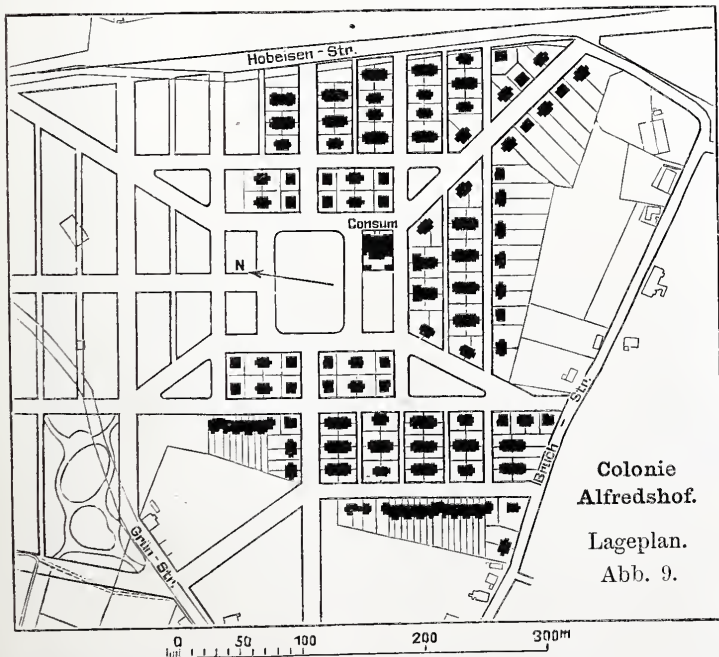 Hobeisen-Str.
Consum
N
Bruch-Str.
Grün-Str.
Colonie
Alfredshof.
Lageplan.
Abb. 9.
0 50 100 200 300m